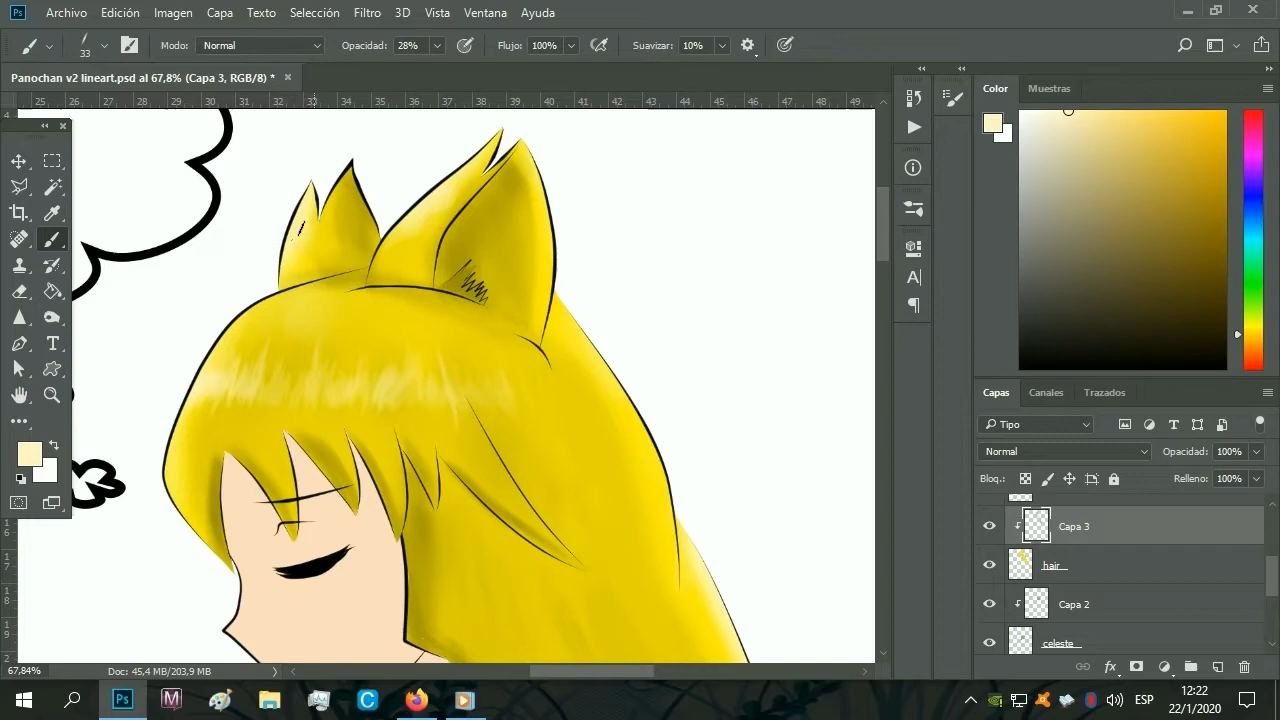 Ps Archivo Edición Imagen Capa Texto Selección Filtro 3D Vista Ventana Ayuda
33 Modo: Normal Opacidad: 28% Flujo: 100% Suavizar: 10%
Panochan v2 lineart.psd al 67,8% (Capa 3, RGB/8) * ×
25 26 27 28 29 30 31 32 33 34 35 36 37 38 39 40 41 42 43 44 45 46 47 48 49
Color Muestras
Capas Canales Trazados
Tipo
Normal Opacidad: 100%
Bloq.: Relleno: 100%
Capa 3
hair
Capa 2
celeste
67,84% Doc: 45,4 MB/203,9 MB
ESP 12:22
22/1/2020